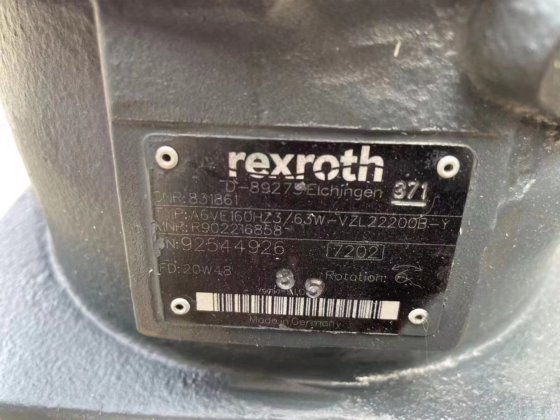 rexroth
D-89275 Elchingen 371
CNR: 831861
TYP: A6VE160HZ3/63W-VZL22200B-Y
MNR: R902216858
SN: 92544926 7202
FD: 20W48
Rotation:
Made in Germany